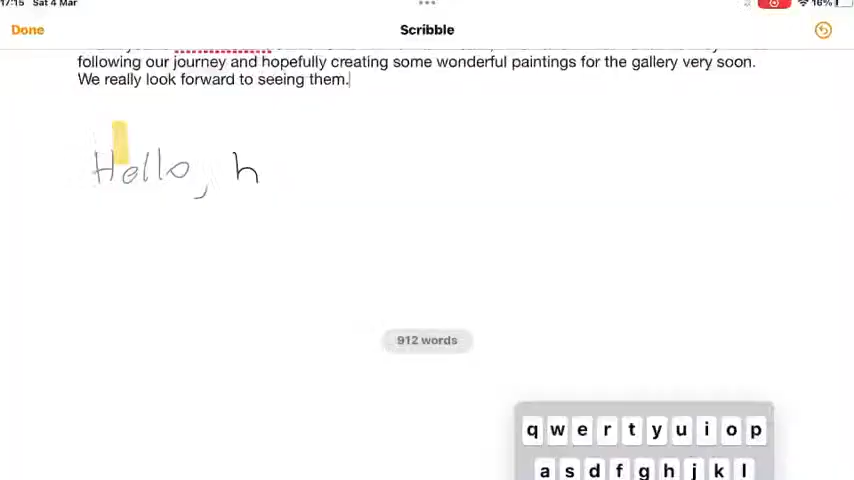 17:15 Sat 4 Mar 16%
Done Scribble
following our journey and hopefully creating some wonderful paintings for the gallery very soon.
We really look forward to seeing them.
Hello, h
912 words
q w e r t y u i o p
a s d f g h j k l